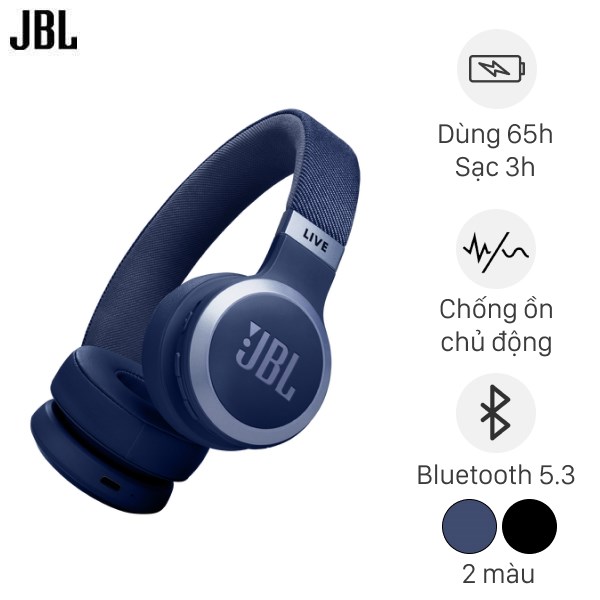 JBL
Dùng 65h
Sạc 3h
LIVE
JBL
Chống ồn
chủ động
Bluetooth 5.3
2 màu